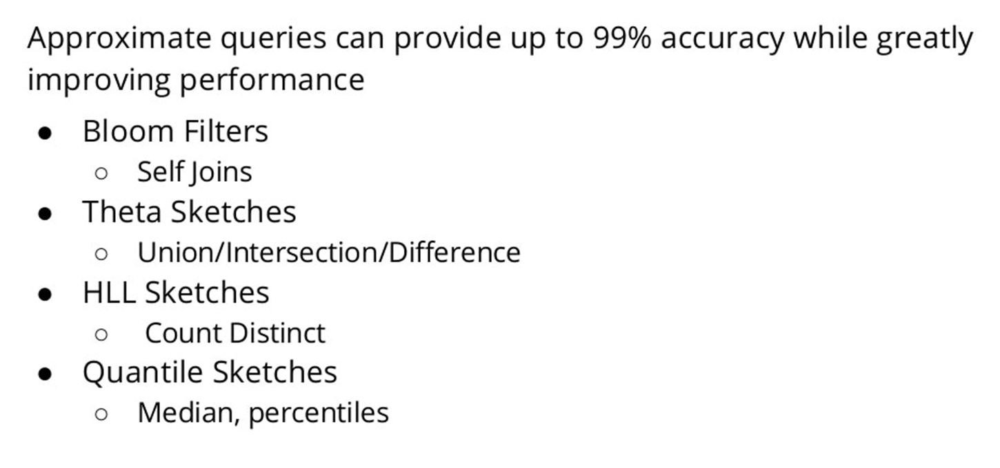 Approximate queries can provide up to 99% accuracy while greatly
improving performance
● Bloom Filters
○ Self Joins
● Theta Sketches
○ Union/Intersection/Difference
● HLL Sketches
○ Count Distinct
● Quantile Sketches
○ Median, percentiles